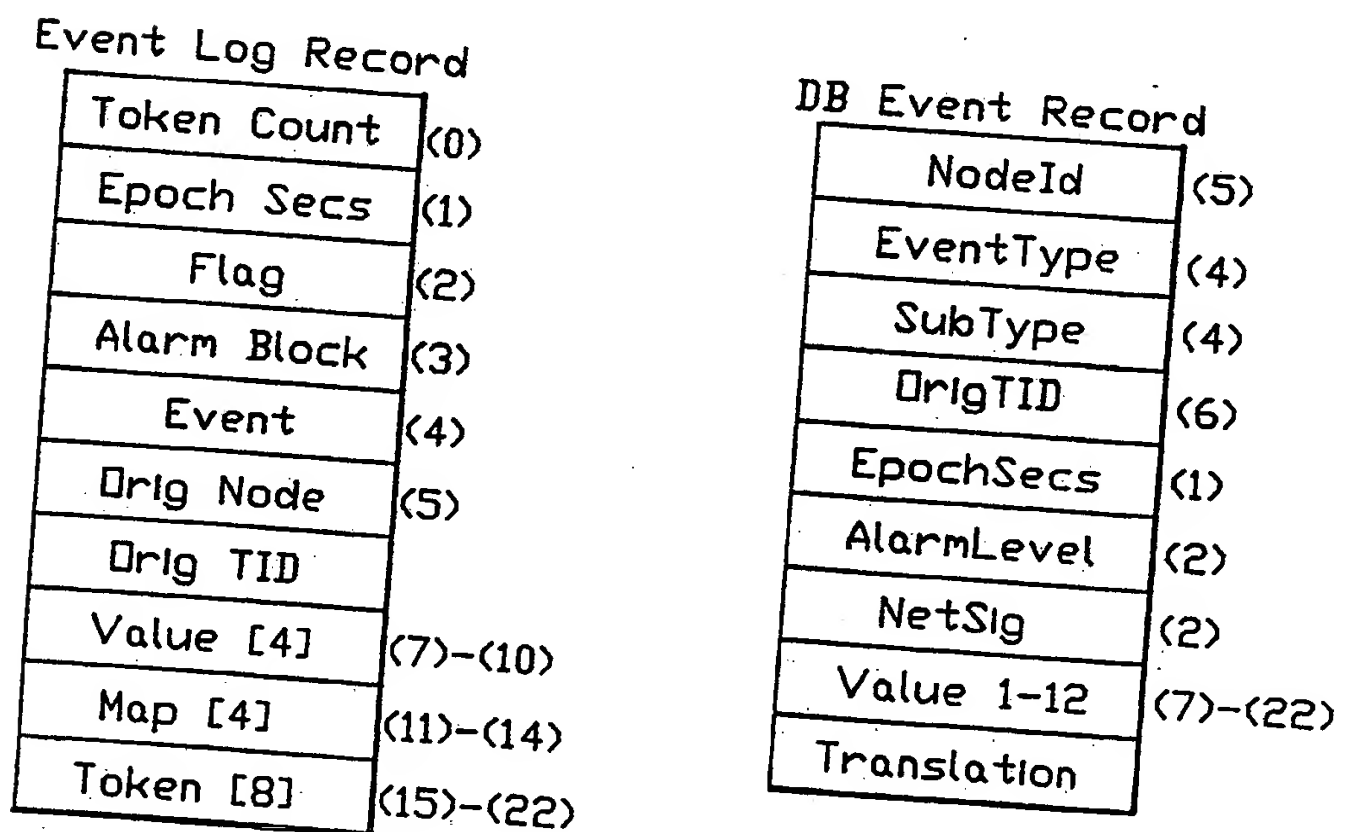 Event Log Record
Token Count (0)
Epoch Secs (1)
Flag (2)
Alarm Block (3)
Event (4)
Orig Node (5)
Orig TID
Value [4] (7)-(10)
Map [4] (11)-(14)
Token [8] (15)-(22)
DB Event Record
NodeId (5)
EventType (4)
SubType (4)
OrigTID (6)
EpochSecs (1)
AlarmLevel (2)
NetSig (2)
Value 1-12 (7)-(22)
Translation